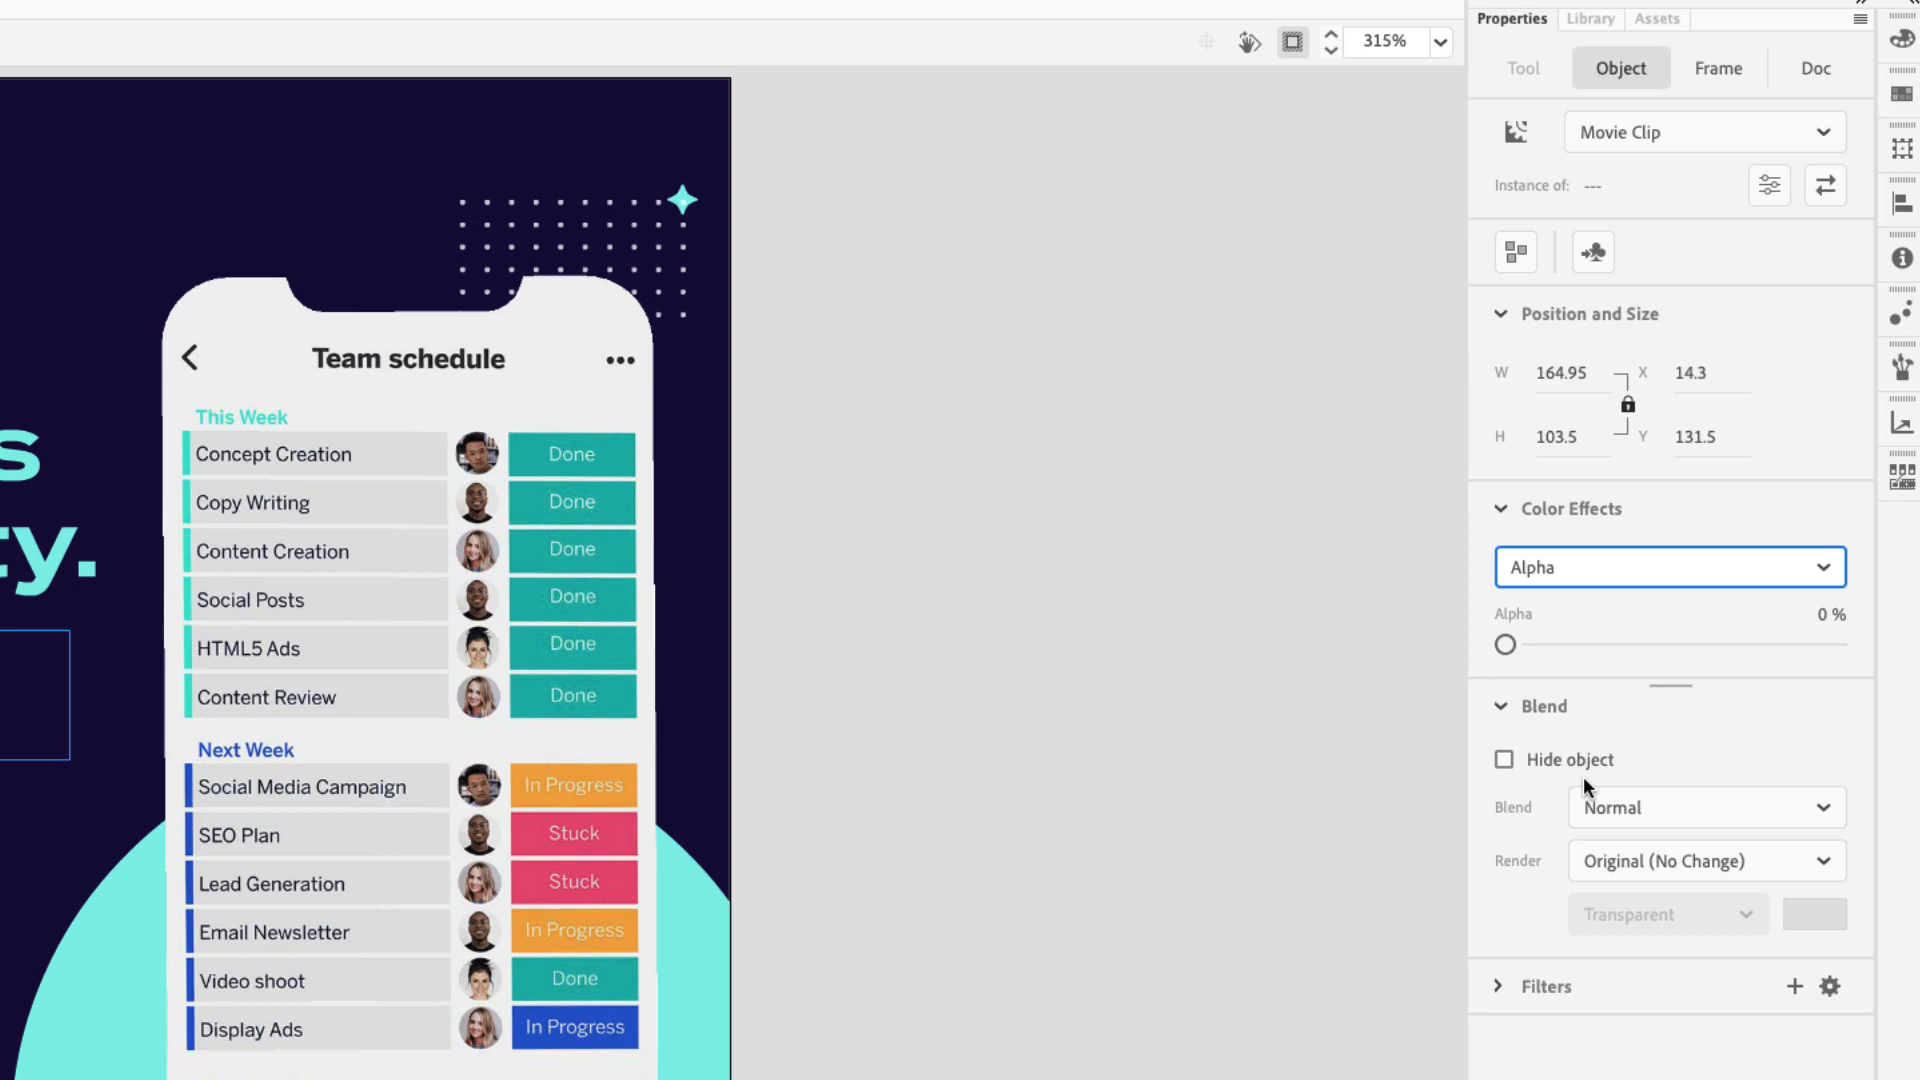 Properties
Library
Assets
315%
Tool
Object
Frame
Doc
Movie Clip
Instance of: ---
Position and Size
W 164.95 X 14.3
H 103.5 Y 131.5
Color Effects
Alpha
Alpha 0 %
Blend
Hide object
Blend Normal
Render Original (No Change)
Transparent
Filters
s
ty.
Team schedule
This Week
Concept Creation Done
Copy Writing Done
Content Creation Done
Social Posts Done
HTML5 Ads Done
Content Review Done
Next Week
Social Media Campaign In Progress
SEO Plan Stuck
Lead Generation Stuck
Email Newsletter In Progress
Video shoot Done
Display Ads In Progress